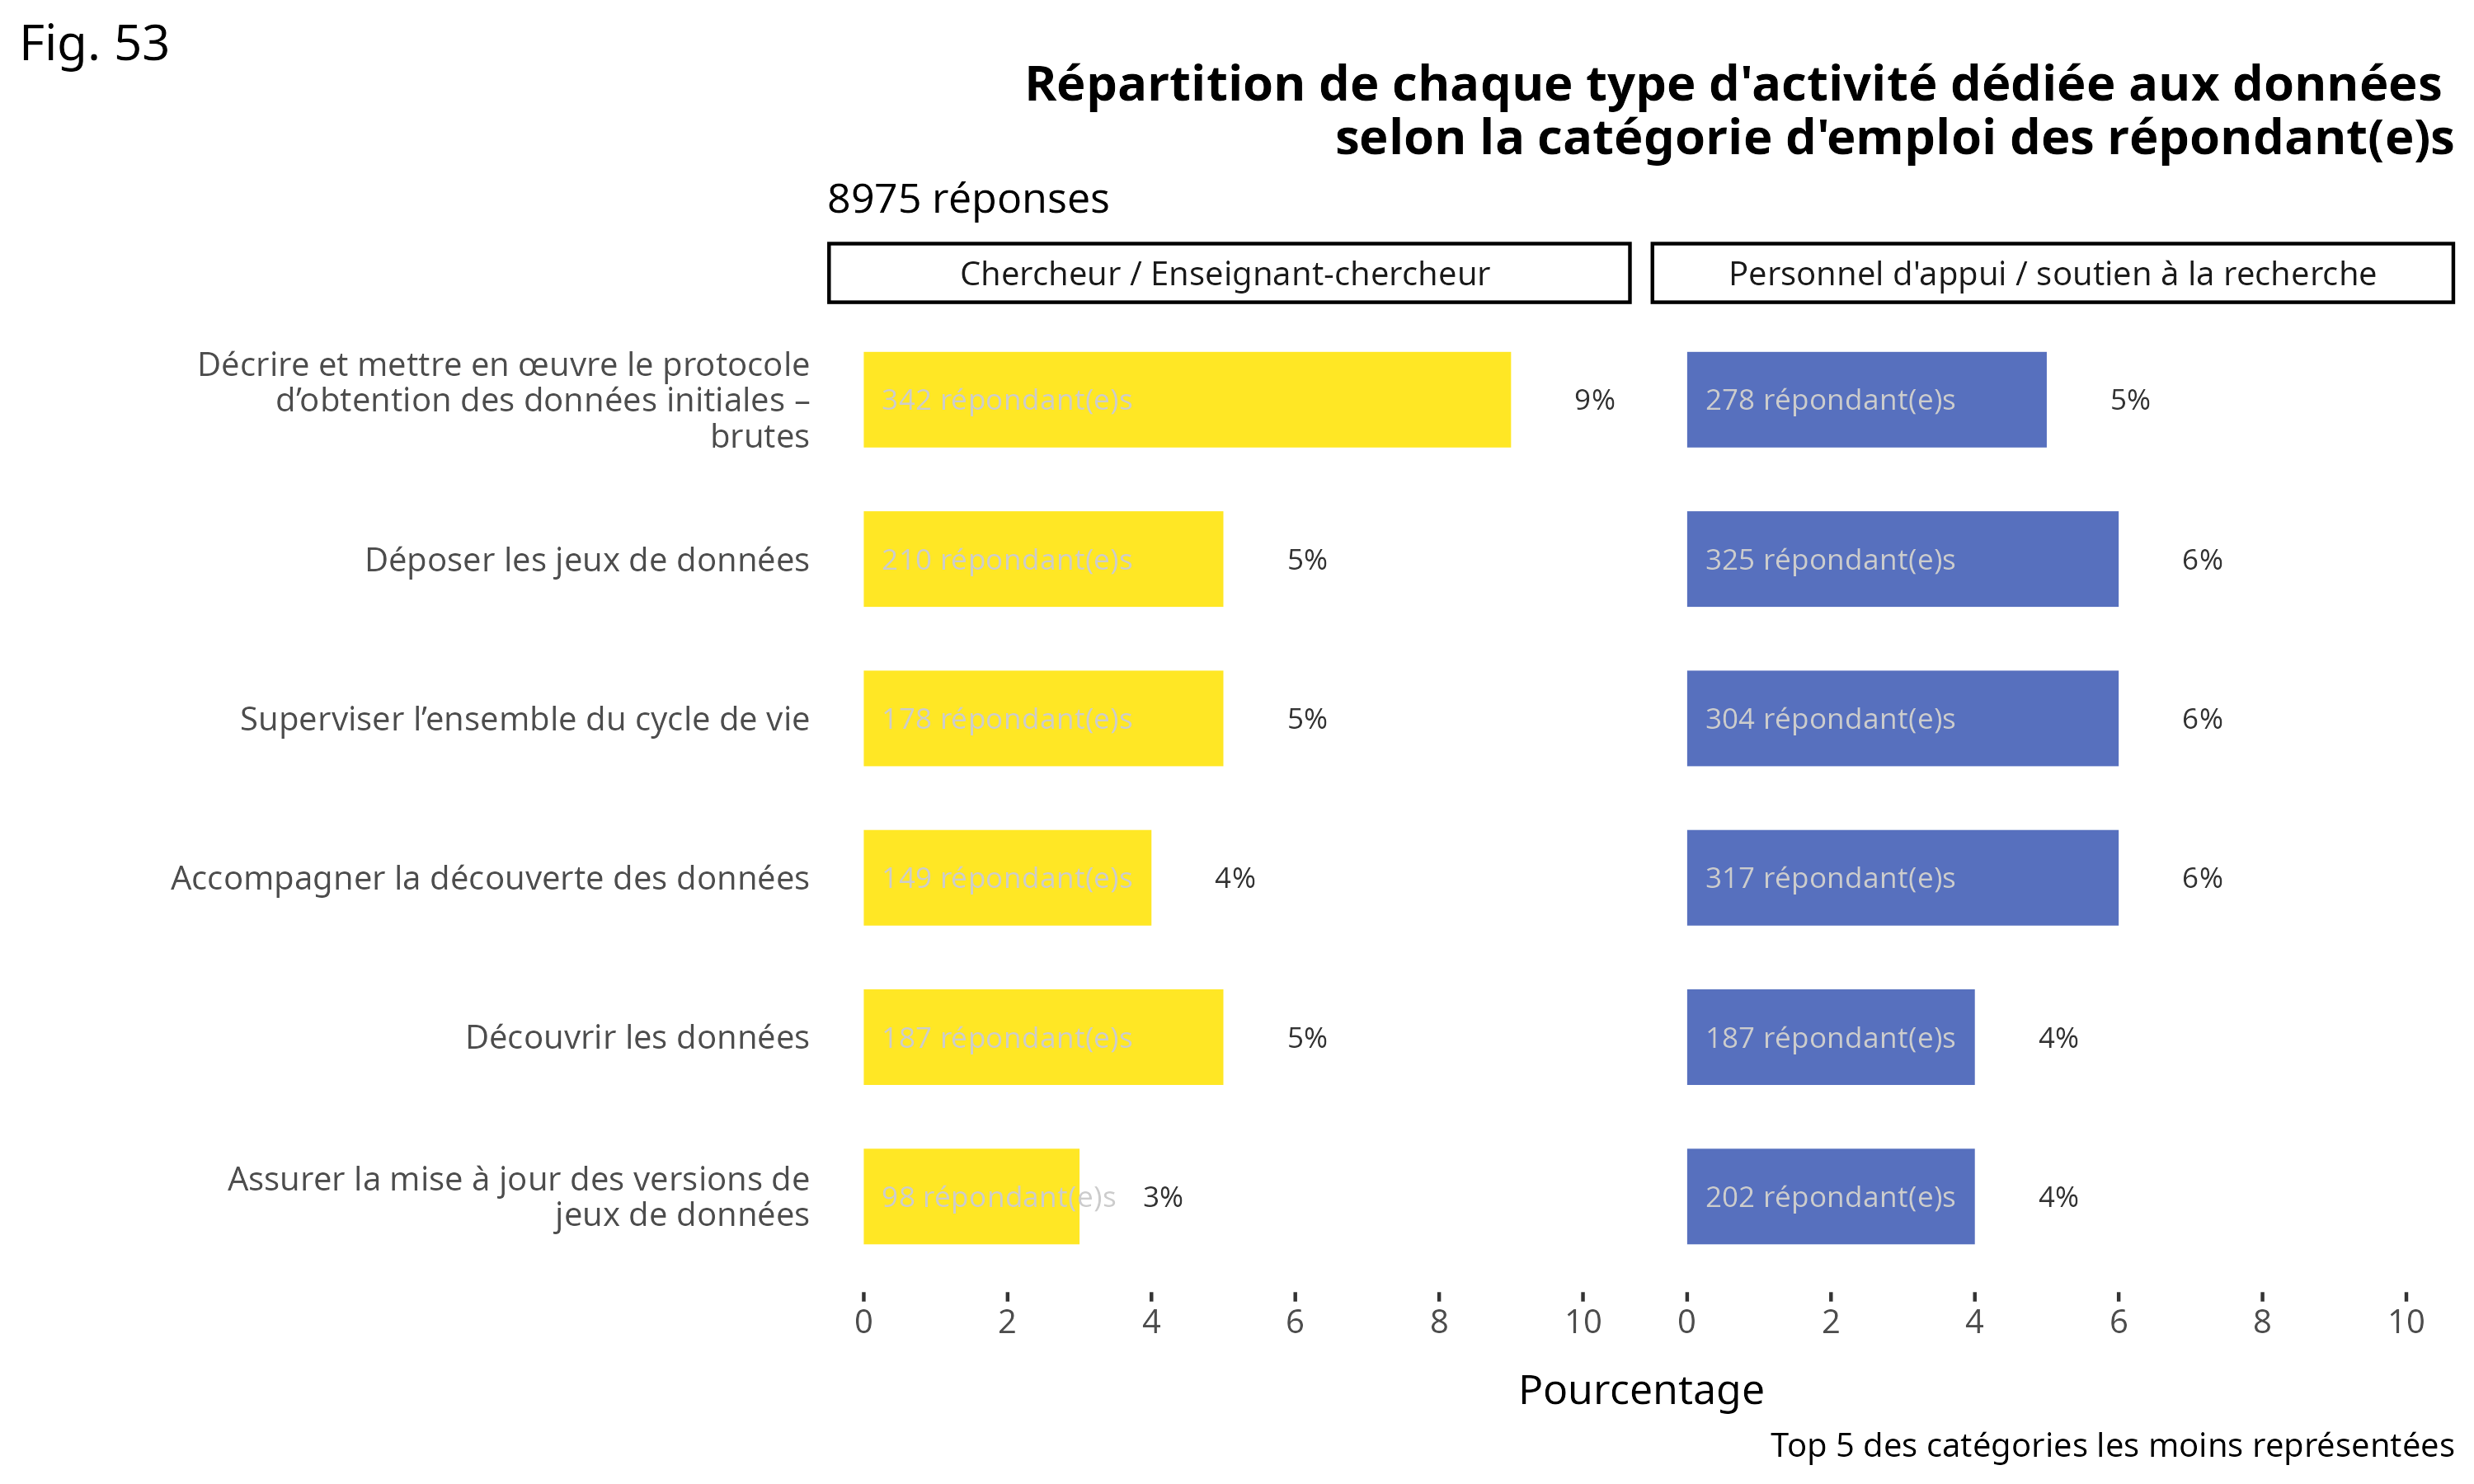 Fig. 53
Répartition de chaque type d'activité dédiée aux données
selon la catégorie d'emploi des répondant(e)s
8975 réponses
Chercheur / Enseignant-chercheur
Personnel d'appui / soutien à la recherche
Décrire et mettre en œuvre le protocole
d’obtention des données initiales –
brutes
342 répondant(e)s
9%
278 répondant(e)s
5%
Déposer les jeux de données
210 répondant(e)s
5%
325 répondant(e)s
6%
Superviser l’ensemble du cycle de vie
178 répondant(e)s
5%
304 répondant(e)s
6%
Accompagner la découverte des données
149 répondant(e)s
4%
317 répondant(e)s
6%
Découvrir les données
187 répondant(e)s
5%
187 répondant(e)s
4%
Assurer la mise à jour des versions de
jeux de données
98 répondant(e)s
3%
202 répondant(e)s
4%
0 2 4 6 8 10
0 2 4 6 8 10
Pourcentage
Top 5 des catégories les moins représentées